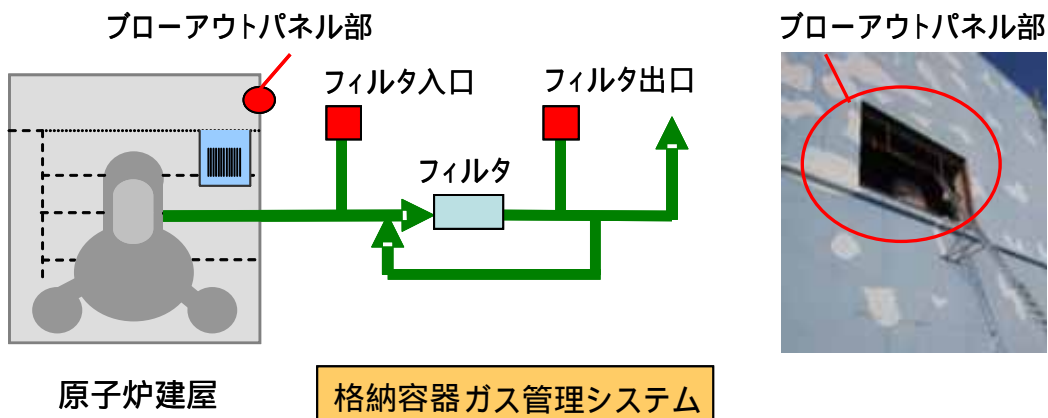 ブローアウトパネル部
ブローアウトパネル部
フィルタ入口
フィルタ出口
フィルタ
原子炉建屋
格納容器ガス管理システム